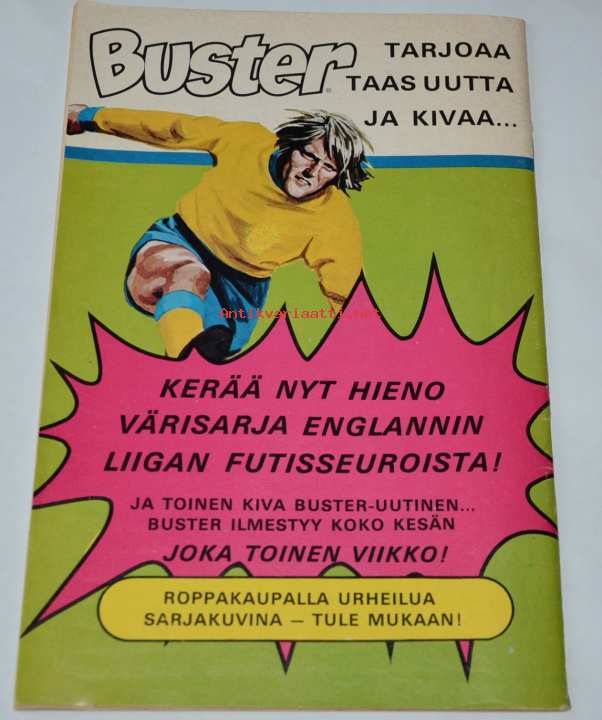 Buster
TARJOAA
TAAS UUTTA
JA KIVAA...
Antikvariaatti.net
KERÄÄ NYT HIENO
VÄRISARJA ENGLANNIN
LIIGAN FUTISSEUROISTA!
JA TOINEN KIVA BUSTER-UUTINEN...
BUSTER ILMESTYY KOKO KESÄN
JOKA TOINEN VIIKKO!
ROPPAKAUPALLA URHEILUA
SARJAKUVINA – TULE MUKAAN!